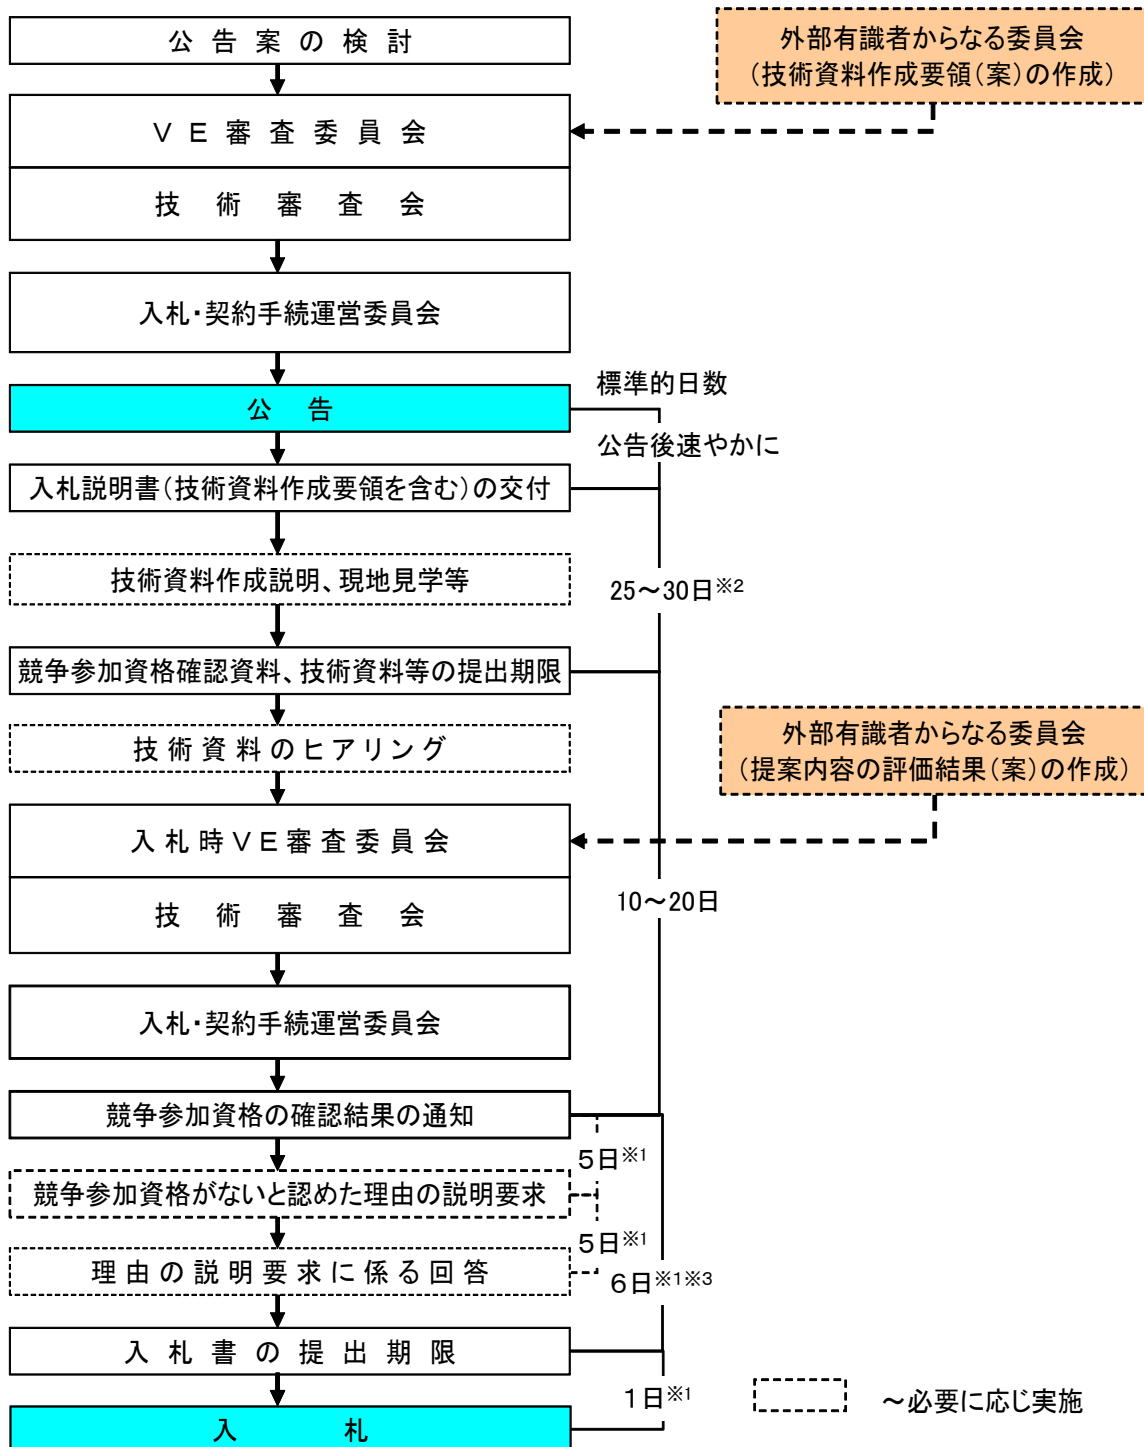 公告案の検討
外部有識者からなる委員会
（技術資料作成要領（案）の作成）
ＶＥ審査委員会
技術審査会
入札・契約手続運営委員会
標準的日数
公告
公告後速やかに
入札説明書（技術資料作成要領を含む）の交付
技術資料作成説明、現地見学等
25～30日※2
競争参加資格確認資料、技術資料等の提出期限
技術資料のヒアリング
外部有識者からなる委員会
（提案内容の評価結果（案）の作成）
入札時ＶＥ審査委員会
10～20日
技術審査会
入札・契約手続運営委員会
競争参加資格の確認結果の通知
５日※1
競争参加資格がないと認めた理由の説明要求
５日※1
理由の説明要求に係る回答
６日※1※3
入札書の提出期限
１日※1
～必要に応じ実施
入札